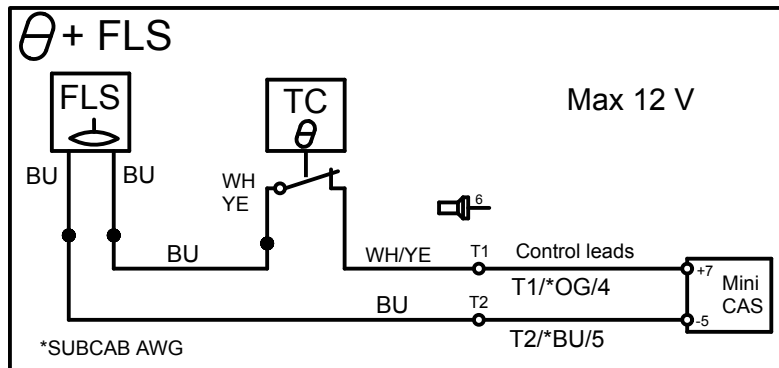 θ + FLS
FLS
TC
θ
Max 12 V
BU
BU
WH
YE
6
BU
WH/YE
T1
Control leads
+7
T1/*OG/4
Mini
CAS
BU
T2
-5
T2/*BU/5
*SUBCAB AWG